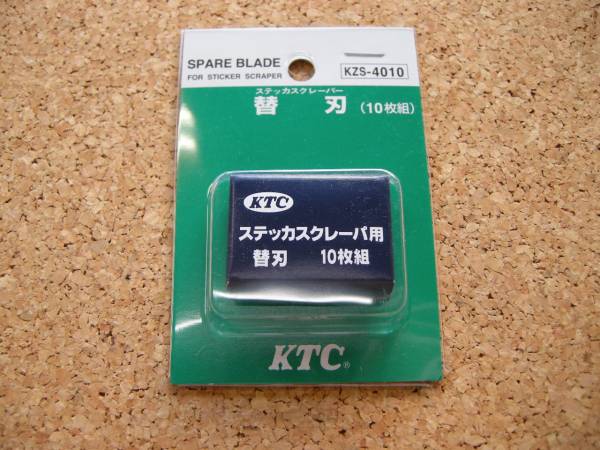 SPARE BLADE
FOR STICKER SCRAPER
KZS-4010
ステッカスクレーパー
替 刃 (10枚組)
KTC
ステッカスクレーパ用
替刃 10枚組
KTC®